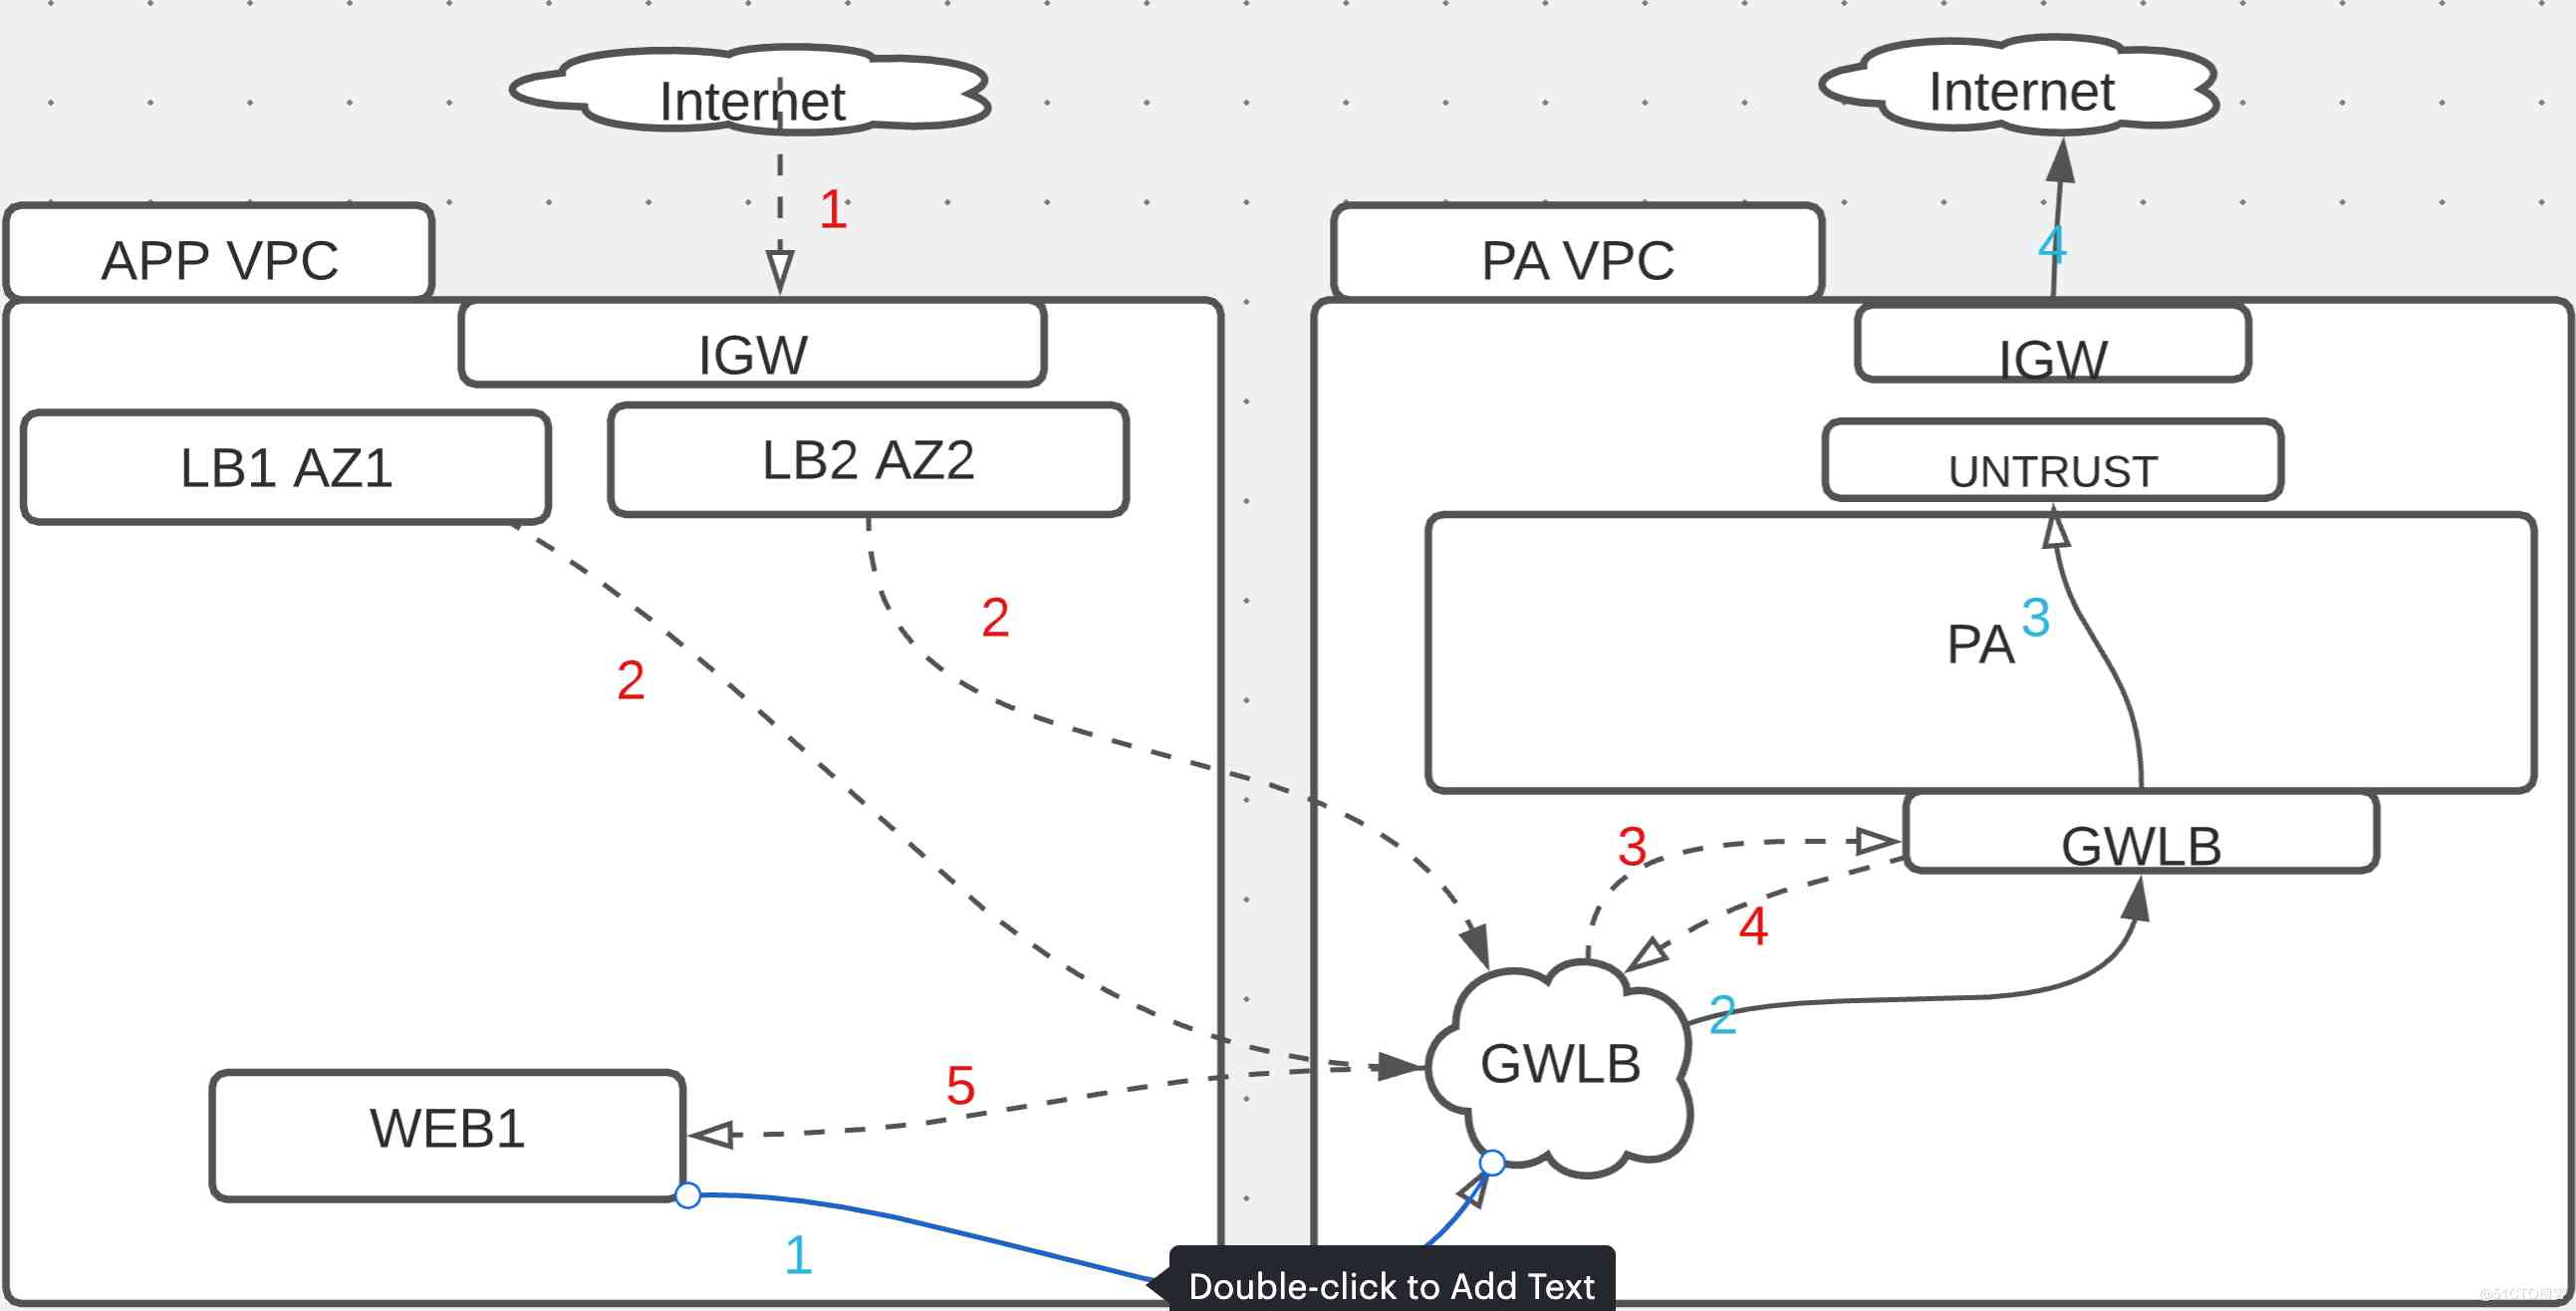 Internet
Internet
1
4
APP VPC
PA VPC
IGW
IGW
LB1 AZ1
LB2 AZ2
UNTRUST
2
2
PA
3
3
GWLB
4
2
GWLB
5
WEB1
1
Double-click to Add Text